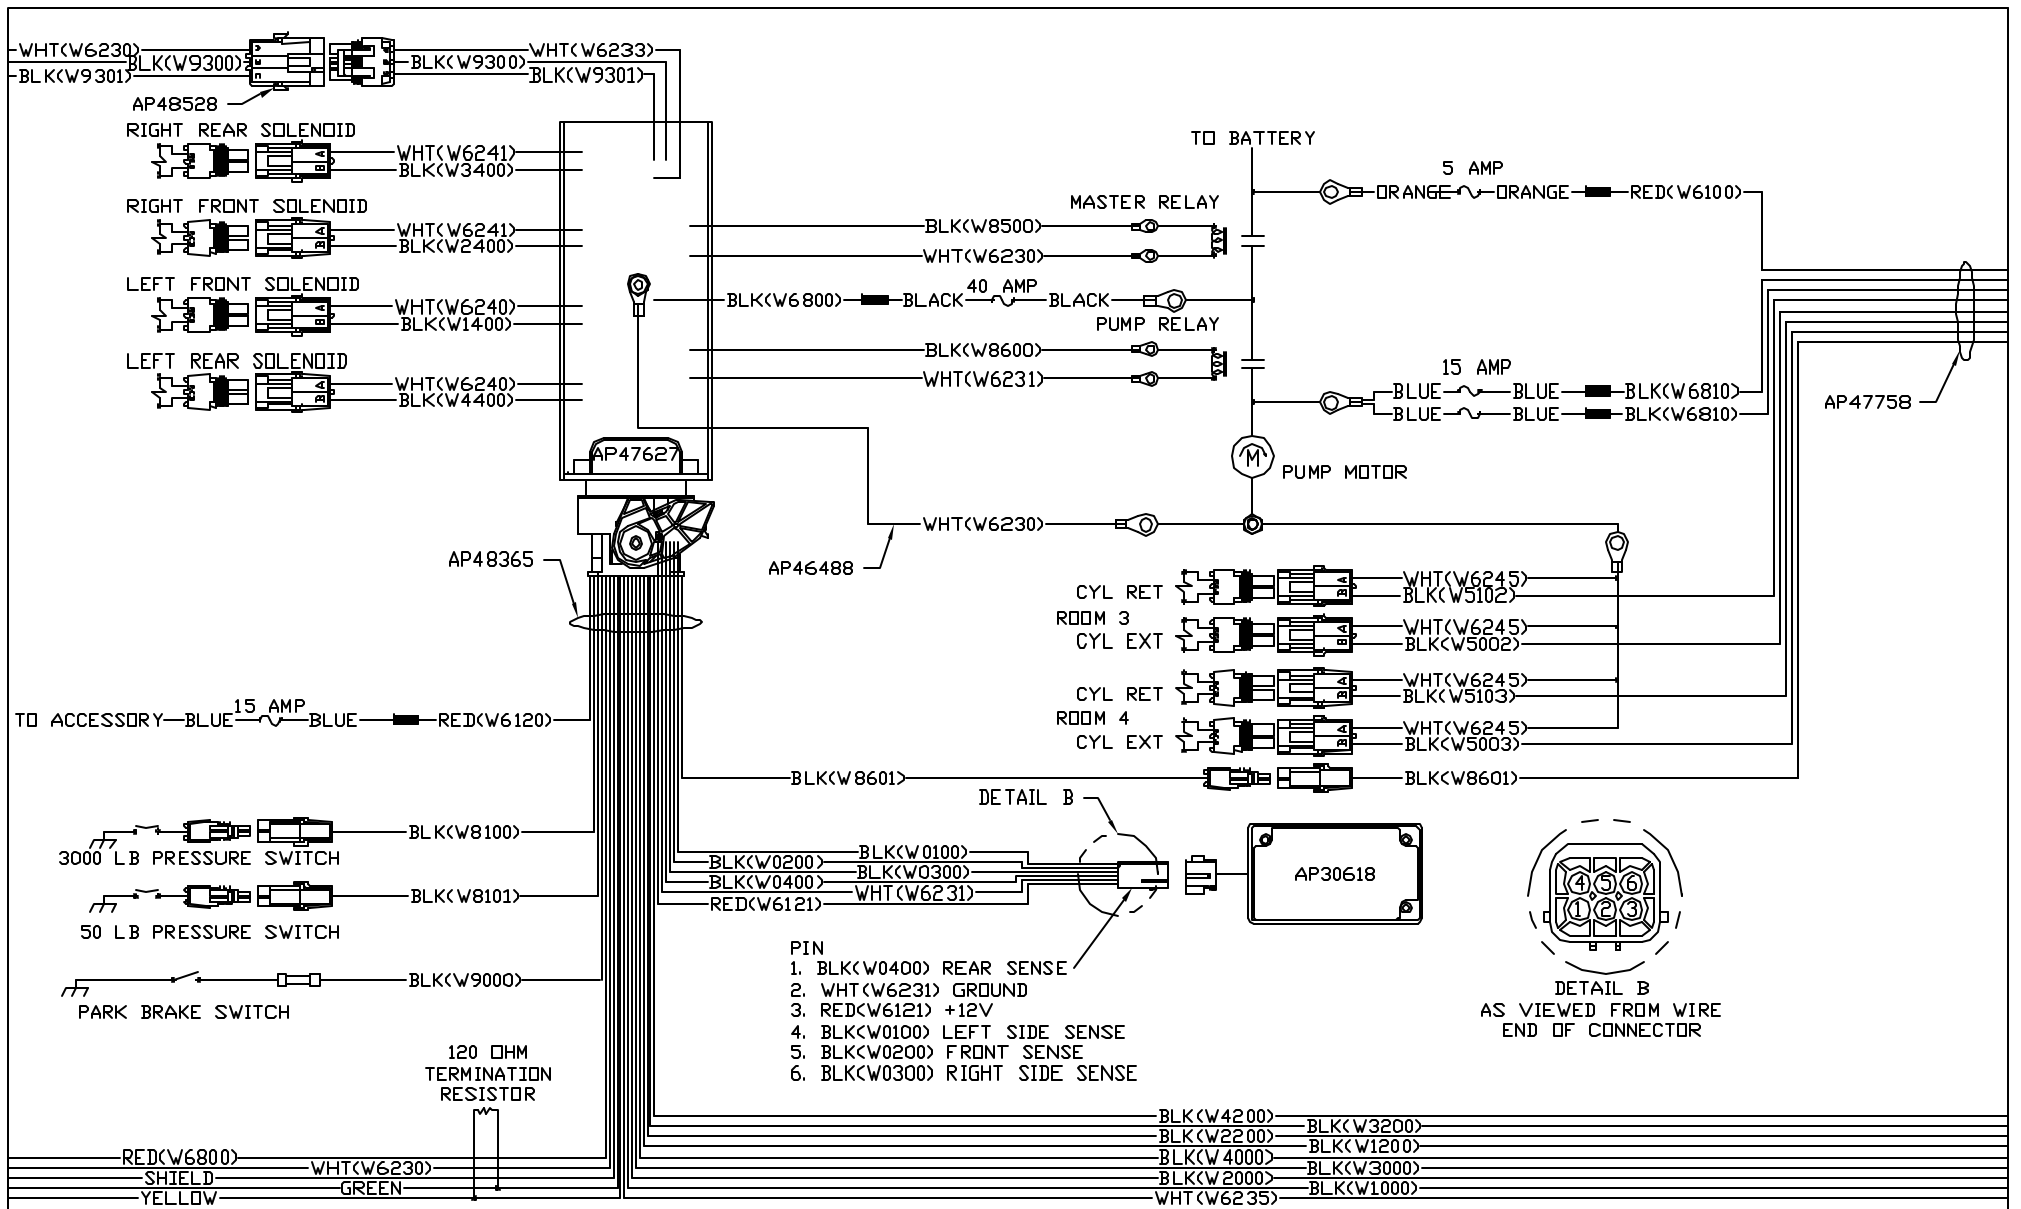 WHT(W6230)
BLK(W9300)
BLK(W9301)
WHT(W6233)
BLK(W9300)
BLK(W9301)
AP48528
RIGHT REAR SOLENOID
A
B
WHT(W6241)
BLK(W3400)
RIGHT FRONT SOLENOID
A
B
WHT(W6241)
BLK(W2400)
LEFT FRONT SOLENOID
A
B
WHT(W6240)
BLK(W1400)
LEFT REAR SOLENOID
A
B
WHT(W6240)
BLK(W4400)
AP47627
TO BATTERY
5 AMP
ORANGE
ORANGE
RED(W6100)
MASTER RELAY
BLK(W8500)
WHT(W6230)
40 AMP
BLK(W6800)
BLACK
BLACK
PUMP RELAY
BLK(W8600)
WHT(W6231)
15 AMP
BLUE
BLUE
BLK(W6810)
BLUE
BLUE
BLK(W6810)
AP47758
M
PUMP MOTOR
WHT(W6230)
AP46488
AP48365
CYL RET
A
B
WHT(W6245)
BLK(W5102)
ROOM 3
CYL EXT
A
B
WHT(W6245)
BLK(W5002)
CYL RET
A
B
WHT(W6245)
BLK(W5103)
ROOM 4
CYL EXT
A
B
WHT(W6245)
BLK(W5003)
TO ACCESSORY
BLUE
15 AMP
BLUE
RED(W6120)
BLK(W8601)
BLK(W8601)
DETAIL B
BLK(W8100)
3000 LB PRESSURE SWITCH
BLK(W8101)
50 LB PRESSURE SWITCH
BLK(W9000)
PARK BRAKE SWITCH
BLK(W0100)
BLK(W0200)
BLK(W0300)
BLK(W0400)
WHT(W6231)
RED(W6121)
AP30618
4 5 6
1 2 3
DETAIL B
AS VIEWED FROM WIRE
END OF CONNECTOR
PIN
1. BLK(W0400) REAR SENSE
2. WHT(W6231) GROUND
3. RED(W6121) +12V
4. BLK(W0100) LEFT SIDE SENSE
5. BLK(W0200) FRONT SENSE
6. BLK(W0300) RIGHT SIDE SENSE
120 OHM
TERMINATION
RESISTOR
RED(W6800)
WHT(W6230)
SHIELD
GREEN
YELLOW
BLK(W4200)
BLK(W3200)
BLK(W2200)
BLK(W1200)
BLK(W4000)
BLK(W3000)
BLK(W2000)
BLK(W1000)
WHT(W6235)